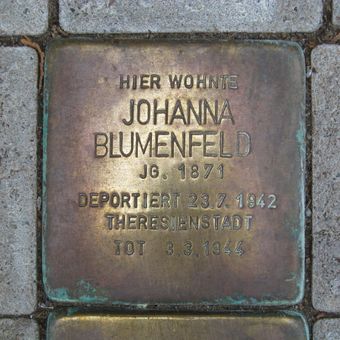 HIER WOHNTE
JOHANNA
BLUMENFELD
JG. 1871
DEPORTIERT 23.7.1942
THERESIENSTADT
TOT 3.3.1944